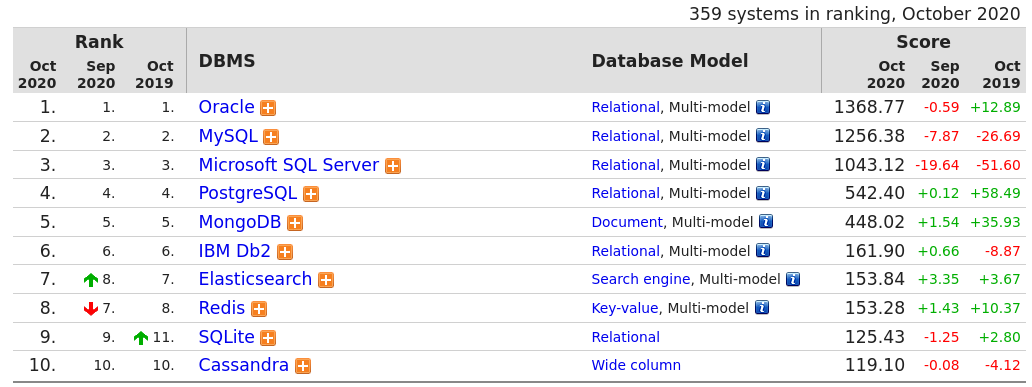 359 systems in ranking, October 2020
Rank DBMS Database Model Score
Oct 2020 Sep 2020 Oct 2019 Oct 2020 Sep 2020 Oct 2019
1. 1. 1. Oracle Relational, Multi-model 1368.77 -0.59 +12.89
2. 2. 2. MySQL Relational, Multi-model 1256.38 -7.87 -26.69
3. 3. 3. Microsoft SQL Server Relational, Multi-model 1043.12 -19.64 -51.60
4. 4. 4. PostgreSQL Relational, Multi-model 542.40 +0.12 +58.49
5. 5. 5. MongoDB Document, Multi-model 448.02 +1.54 +35.93
6. 6. 6. IBM Db2 Relational, Multi-model 161.90 +0.66 -8.87
7. 8. 7. Elasticsearch Search engine, Multi-model 153.84 +3.35 +3.67
8. 7. 8. Redis Key-value, Multi-model 153.28 +1.43 +10.37
9. 9. 11. SQLite Relational 125.43 -1.25 +2.80
10. 10. 10. Cassandra Wide column 119.10 -0.08 -4.12